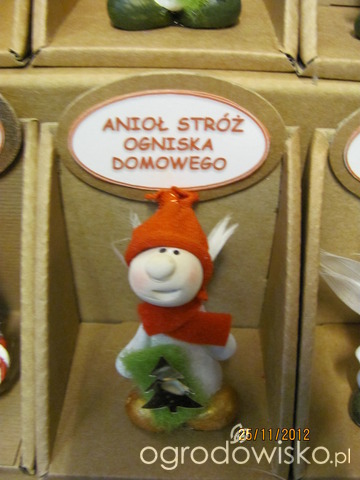 ANIOŁ STRÓŻ
OGNISKA
DOMOWEGO
25/11/2012
ogrodowisko.pl